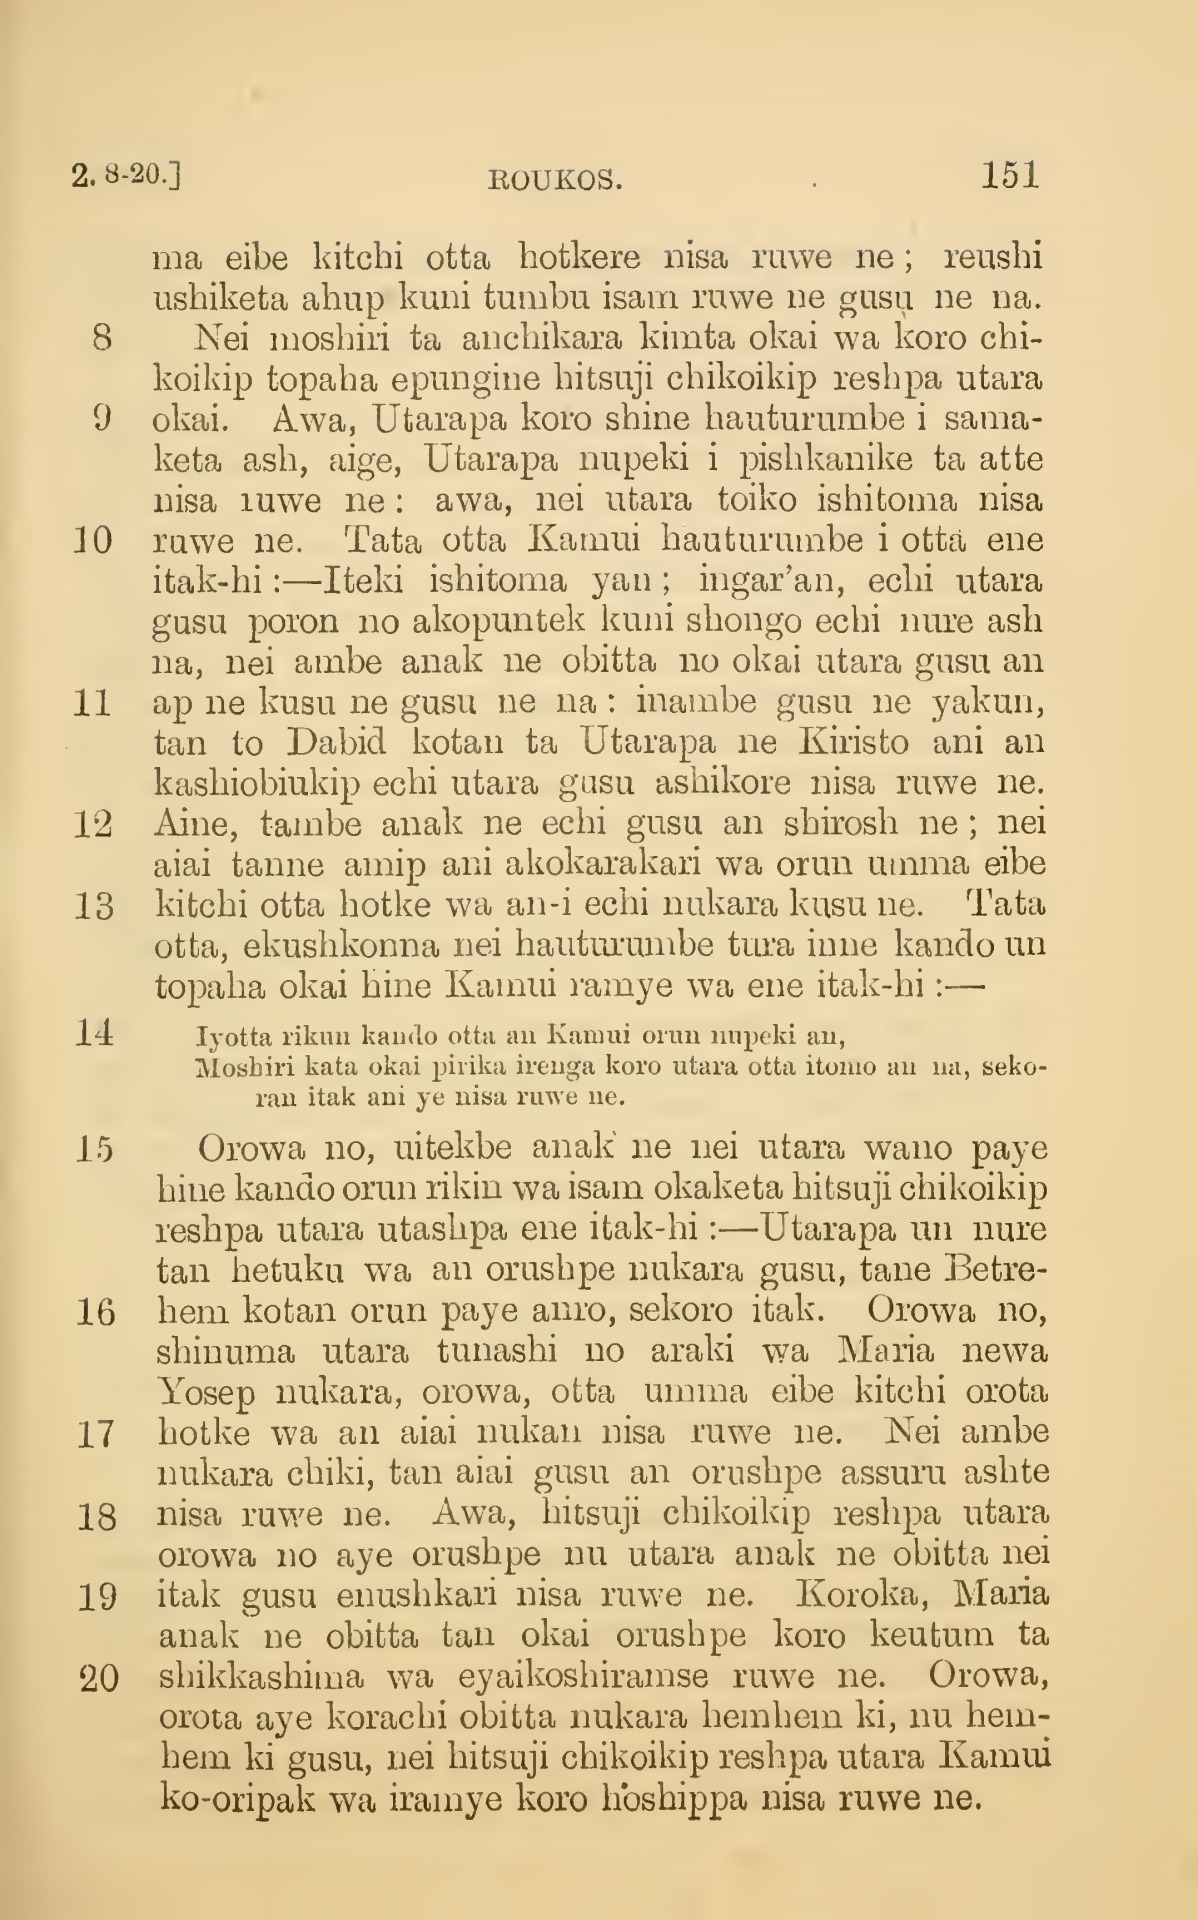 2. 8-20.] ROUKOS. 151
ma eibe kitchi otta hotkere nisa ruwe ne; reushi
ushiketa ahup kuni tumbu isam ruwe ne gusu ne na.
8 Nei moshiri ta anchikara kimta okai wa koro chi-
koikip topaha epungine hitsuji chikoikip reshpa utara
9 okai. Awa, Utarapa koro shine hauturumbe i sama-
keta ash, aige, Utarapa nupeki i pishkanike ta atte
nisa ruwe ne: awa, nei utara toiko ishitoma nisa
10 ruwe ne. Tata otta Kamui hauturumbe i otta ene
itak-hi:—Iteki ishitoma yan; ingar'an, echi utara
gusu poron no akopuntek kuni shongo echi nure ash
na, nei ambe anak ne obitta no okai utara gusu an
11 ap ne kusu ne gusu ne na: inambe gusu ne yakun,
tan to Dabid kotan ta Utarapa ne Kiristo ani an
kashiobiukip echi utara gusu ashikore nisa ruwe ne.
12 Aine, tambe anak ne echi gusu an shirosh ne; nei
aiai tanne amip ani akokarakari wa orun umma eibe
13 kitchi otta hotke wa an-i echi nukara kusu ne. Tata
otta, ekushkonna nei hauturumbe tura inne kando un
topaha okai hine Kamui ramye wa ene itak-hi:—
14 Iyotta rikun kando otta an Kamui orun nupeki an,
Moshiri kata okai pirika irenga koro utara otta itomo an na, seko-
ran itak ani ye nisa ruwe ne.
15 Orowa no, uitekbe anak ne nei utara wano paye
hine kando orun rikin wa isam okaketa hitsuji chikoikip
reshpa utara utashpa ene itak-hi:—Utarapa un nure
tan hetuku wa an orushpe nukara gusu, tane Betre-
16 hem kotan orun paye anro, sekoro itak. Orowa no,
shinuma utara tunashi no araki wa Maria newa
Yosep nukara, orowa, otta umma eibe kitchi orota
17 hotke wa an aiai nukan nisa ruwe ne. Nei ambe
nukara chiki, tan aiai gusu an orushpe assuru ashte
18 nisa ruwe ne. Awa, hitsuji chikoikip reshpa utara
orowa no aye orushpe nu utara anak ne obitta nei
19 itak gusu enushkari nisa ruwe ne. Koroka, Maria
anak ne obitta tan okai orushpe koro keutum ta
20 shikkashima wa eyaikoshiramse ruwe ne. Orowa,
orota aye korachi obitta nukara hemhem ki, nu hem-
hem ki gusu, nei hitsuji chikoikip reshpa utara Kamui
ko-oripak wa iramye koro hoshippa nisa ruwe ne.